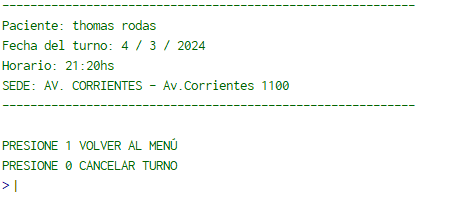 -----------------------------------------------------------
Paciente: thomas rodas
Fecha del turno: 4 / 3 / 2024
Horario: 21:20hs
SEDE: AV. CORRIENTES - Av.Corrientes 1100
-----------------------------------------------------------
PRESIONE 1 VOLVER AL MENÚ
PRESIONE 0 CANCELAR TURNO
>